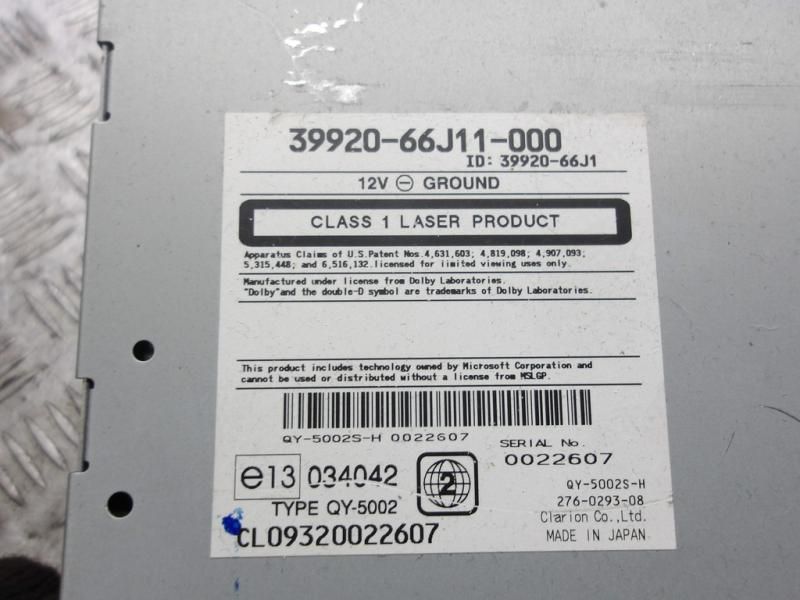 39920-66J11-000
ID: 39920-66J1
12V ⊖ GROUND
CLASS 1 LASER PRODUCT
Apparatus Claims of U.S.Patent Nos.4,631,603; 4,819,098; 4,907,093;
5,315,448; and 6,516,132.licensed for limited viewing uses only.
Manufactured under license from Dolby Laboratories.
"Dolby"and the double-D symbol are trademarks of Dolby Laboratories.
This product includes technology owned by Microsoft Corporation and
cannot be used or distributed without a license from MSLGP.
QY-5002S-H 0022607
SERIAL No.
0022607
e13 034042
2
TYPE QY-5002
QY-5002S-H
276-0293-08
Clarion Co.,Ltd.
MADE IN JAPAN
CL09320022607